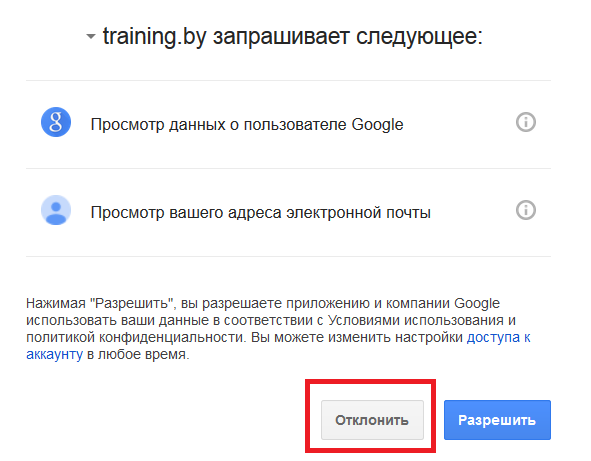 training.by запрашивает следующее:
Просмотр данных о пользователе Google
Просмотр вашего адреса электронной почты
Нажимая "Разрешить", вы разрешаете приложению и компании Google
использовать ваши данные в соответствии с Условиями использования и
политикой конфиденциальности. Вы можете изменить настройки доступа к
аккаунту в любое время.
Отклонить Разрешить